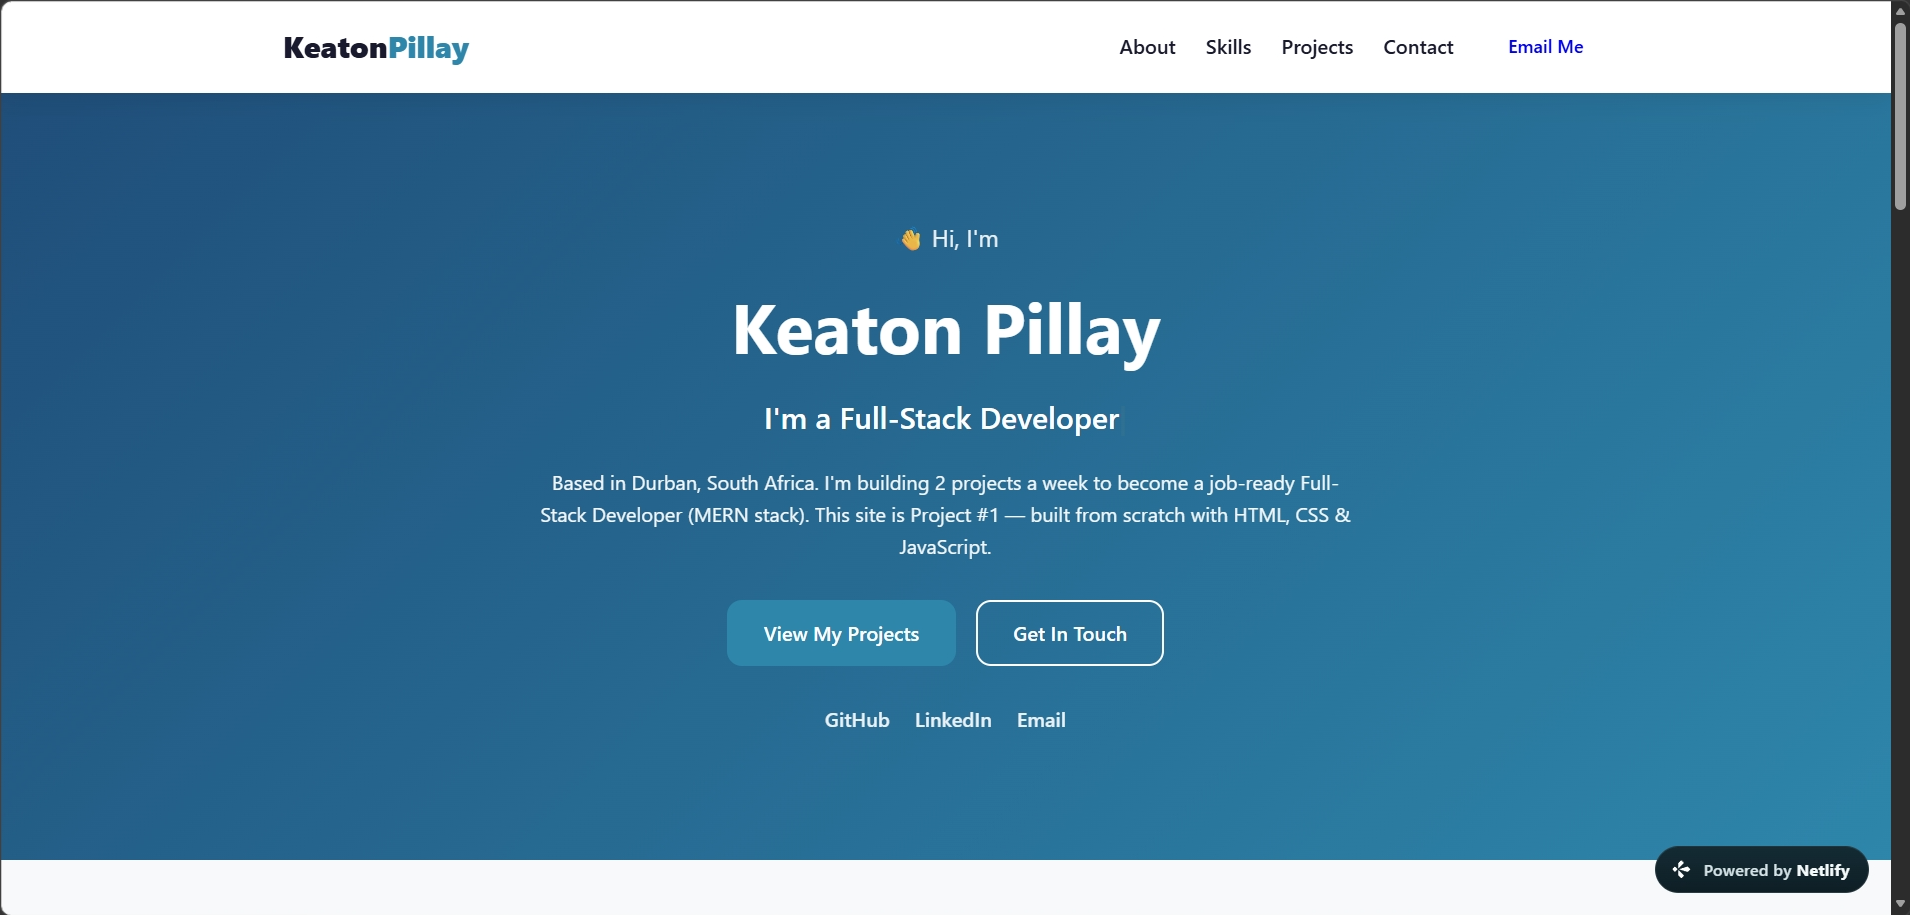 KeatonPillay
About Skills Projects Contact Email Me
👋 Hi, I'm
Keaton Pillay
I'm a Full-Stack Developer
Based in Durban, South Africa. I'm building 2 projects a week to become a job-ready Full-
Stack Developer (MERN stack). This site is Project #1 — built from scratch with HTML, CSS &
JavaScript.
View My Projects Get In Touch
GitHub LinkedIn Email
Powered by Netlify